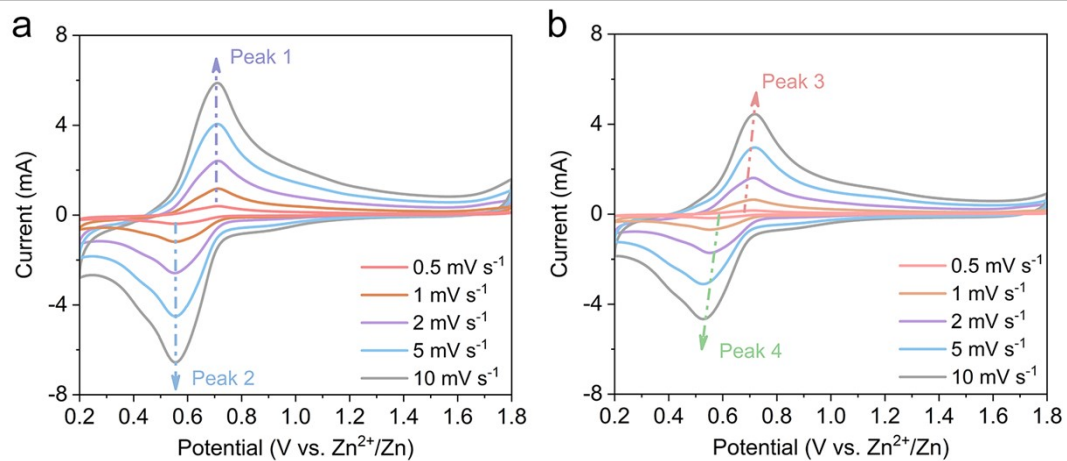 a
8
4
0
-4
-8
Current (mA)
Peak 1
Peak 2
0.5 mV s⁻¹
1 mV s⁻¹
2 mV s⁻¹
5 mV s⁻¹
10 mV s⁻¹
0.2 0.4 0.6 0.8 1.0 1.2 1.4 1.6 1.8
Potential (V vs. Zn²⁺/Zn)
b
8
4
0
-4
-8
Current (mA)
Peak 3
Peak 4
0.5 mV s⁻¹
1 mV s⁻¹
2 mV s⁻¹
5 mV s⁻¹
10 mV s⁻¹
0.2 0.4 0.6 0.8 1.0 1.2 1.4 1.6 1.8
Potential (V vs. Zn²⁺/Zn)